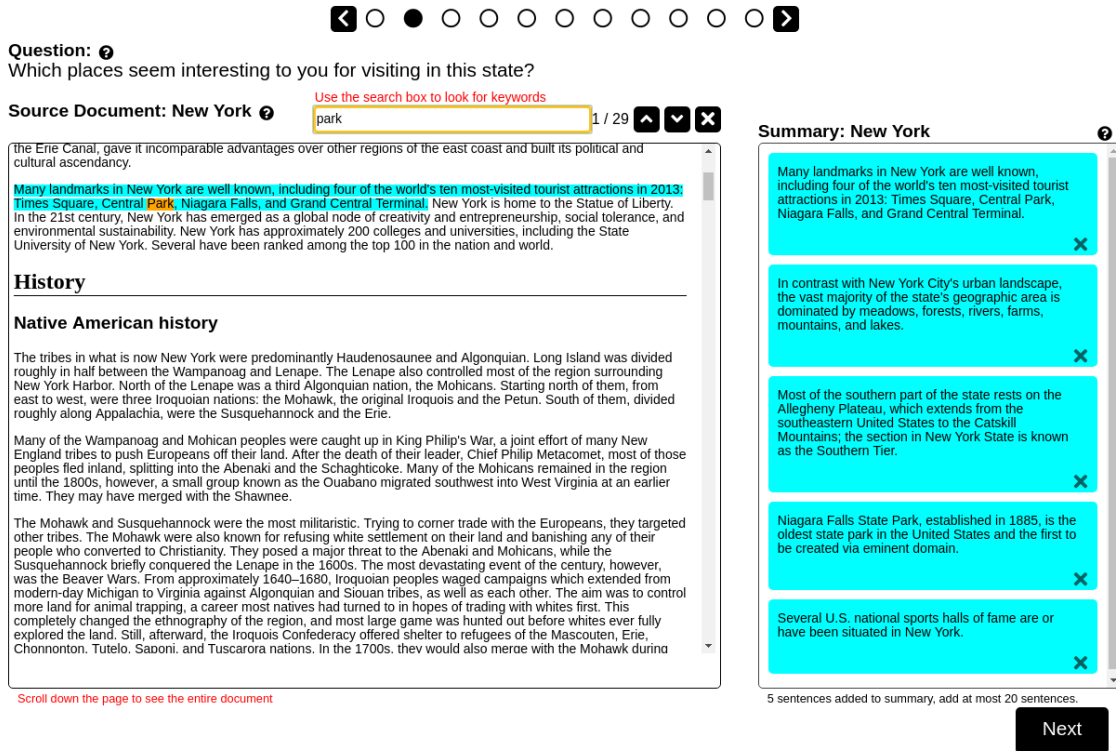 Question:
Which places seem interesting to you for visiting in this state?
Use the search box to look for keywords
Source Document: New York
park
1 / 29
the Erie Canal, gave it incomparable advantages over other regions of the east coast and built its political and
cultural ascendancy.
Many landmarks in New York are well known, including four of the world's ten most-visited tourist attractions in 2013:
Times Square, Central Park, Niagara Falls, and Grand Central Terminal. New York is home to the Statue of Liberty.
In the 21st century, New York has emerged as a global node of creativity and entrepreneurship, social tolerance, and
environmental sustainability. New York has approximately 200 colleges and universities, including the State
University of New York. Several have been ranked among the top 100 in the nation and world.
History
Native American history
The tribes in what is now New York were predominantly Haudenosaunee and Algonquian. Long Island was divided
roughly in half between the Wampanoag and Lenape. The Lenape also controlled most of the region surrounding
New York Harbor. North of the Lenape was a third Algonquian nation, the Mohicans. Starting north of them, from
east to west, were three Iroquoian nations: the Mohawk, the original Iroquois and the Petun. South of them, divided
roughly along Appalachia, were the Susquehannock and the Erie.
Many of the Wampanoag and Mohican peoples were caught up in King Philip's War, a joint effort of many New
England tribes to push Europeans off their land. After the death of their leader, Chief Philip Metacomet, most of those
peoples fled inland, splitting into the Abenaki and the Schaghticoke. Many of the Mohicans remained in the region
until the 1800s, however, a small group known as the Ouabano migrated southwest into West Virginia at an earlier
time. They may have merged with the Shawnee.
The Mohawk and Susquehannock were the most militaristic. Trying to corner trade with the Europeans, they targeted
other tribes. The Mohawk were also known for refusing white settlement on their land and banishing any of their
people who converted to Christianity. They posed a major threat to the Abenaki and Mohicans, while the
Susquehannock briefly conquered the Lenape in the 1600s. The most devastating event of the century, however,
was the Beaver Wars. From approximately 1640–1680, Iroquoian peoples waged campaigns which extended from
modern-day Michigan to Virginia against Algonquian and Siouan tribes, as well as each other. The aim was to control
more land for animal trapping, a career most natives had turned to in hopes of trading with whites first. This
completely changed the ethnography of the region, and most large game was hunted out before whites ever fully
explored the land. Still, afterward, the Iroquois Confederacy offered shelter to refugees of the Mascouten, Erie,
Chonnonton, Tutelo, Saponi, and Tuscarora nations. In the 1700s, they would also merge with the Mohawk during
Scroll down the page to see the entire document
Summary: New York
Many landmarks in New York are well known,
including four of the world's ten most-visited tourist
attractions in 2013: Times Square, Central Park,
Niagara Falls, and Grand Central Terminal.
In contrast with New York City's urban landscape,
the vast majority of the state's geographic area is
dominated by meadows, forests, rivers, farms,
mountains, and lakes.
Most of the southern part of the state rests on the
Allegheny Plateau, which extends from the
southeastern United States to the Catskill
Mountains; the section in New York State is known
as the Southern Tier.
Niagara Falls State Park, established in 1885, is the
oldest state park in the United States and the first to
be created via eminent domain.
Several U.S. national sports halls of fame are or
have been situated in New York.
5 sentences added to summary, add at most 20 sentences.
Next